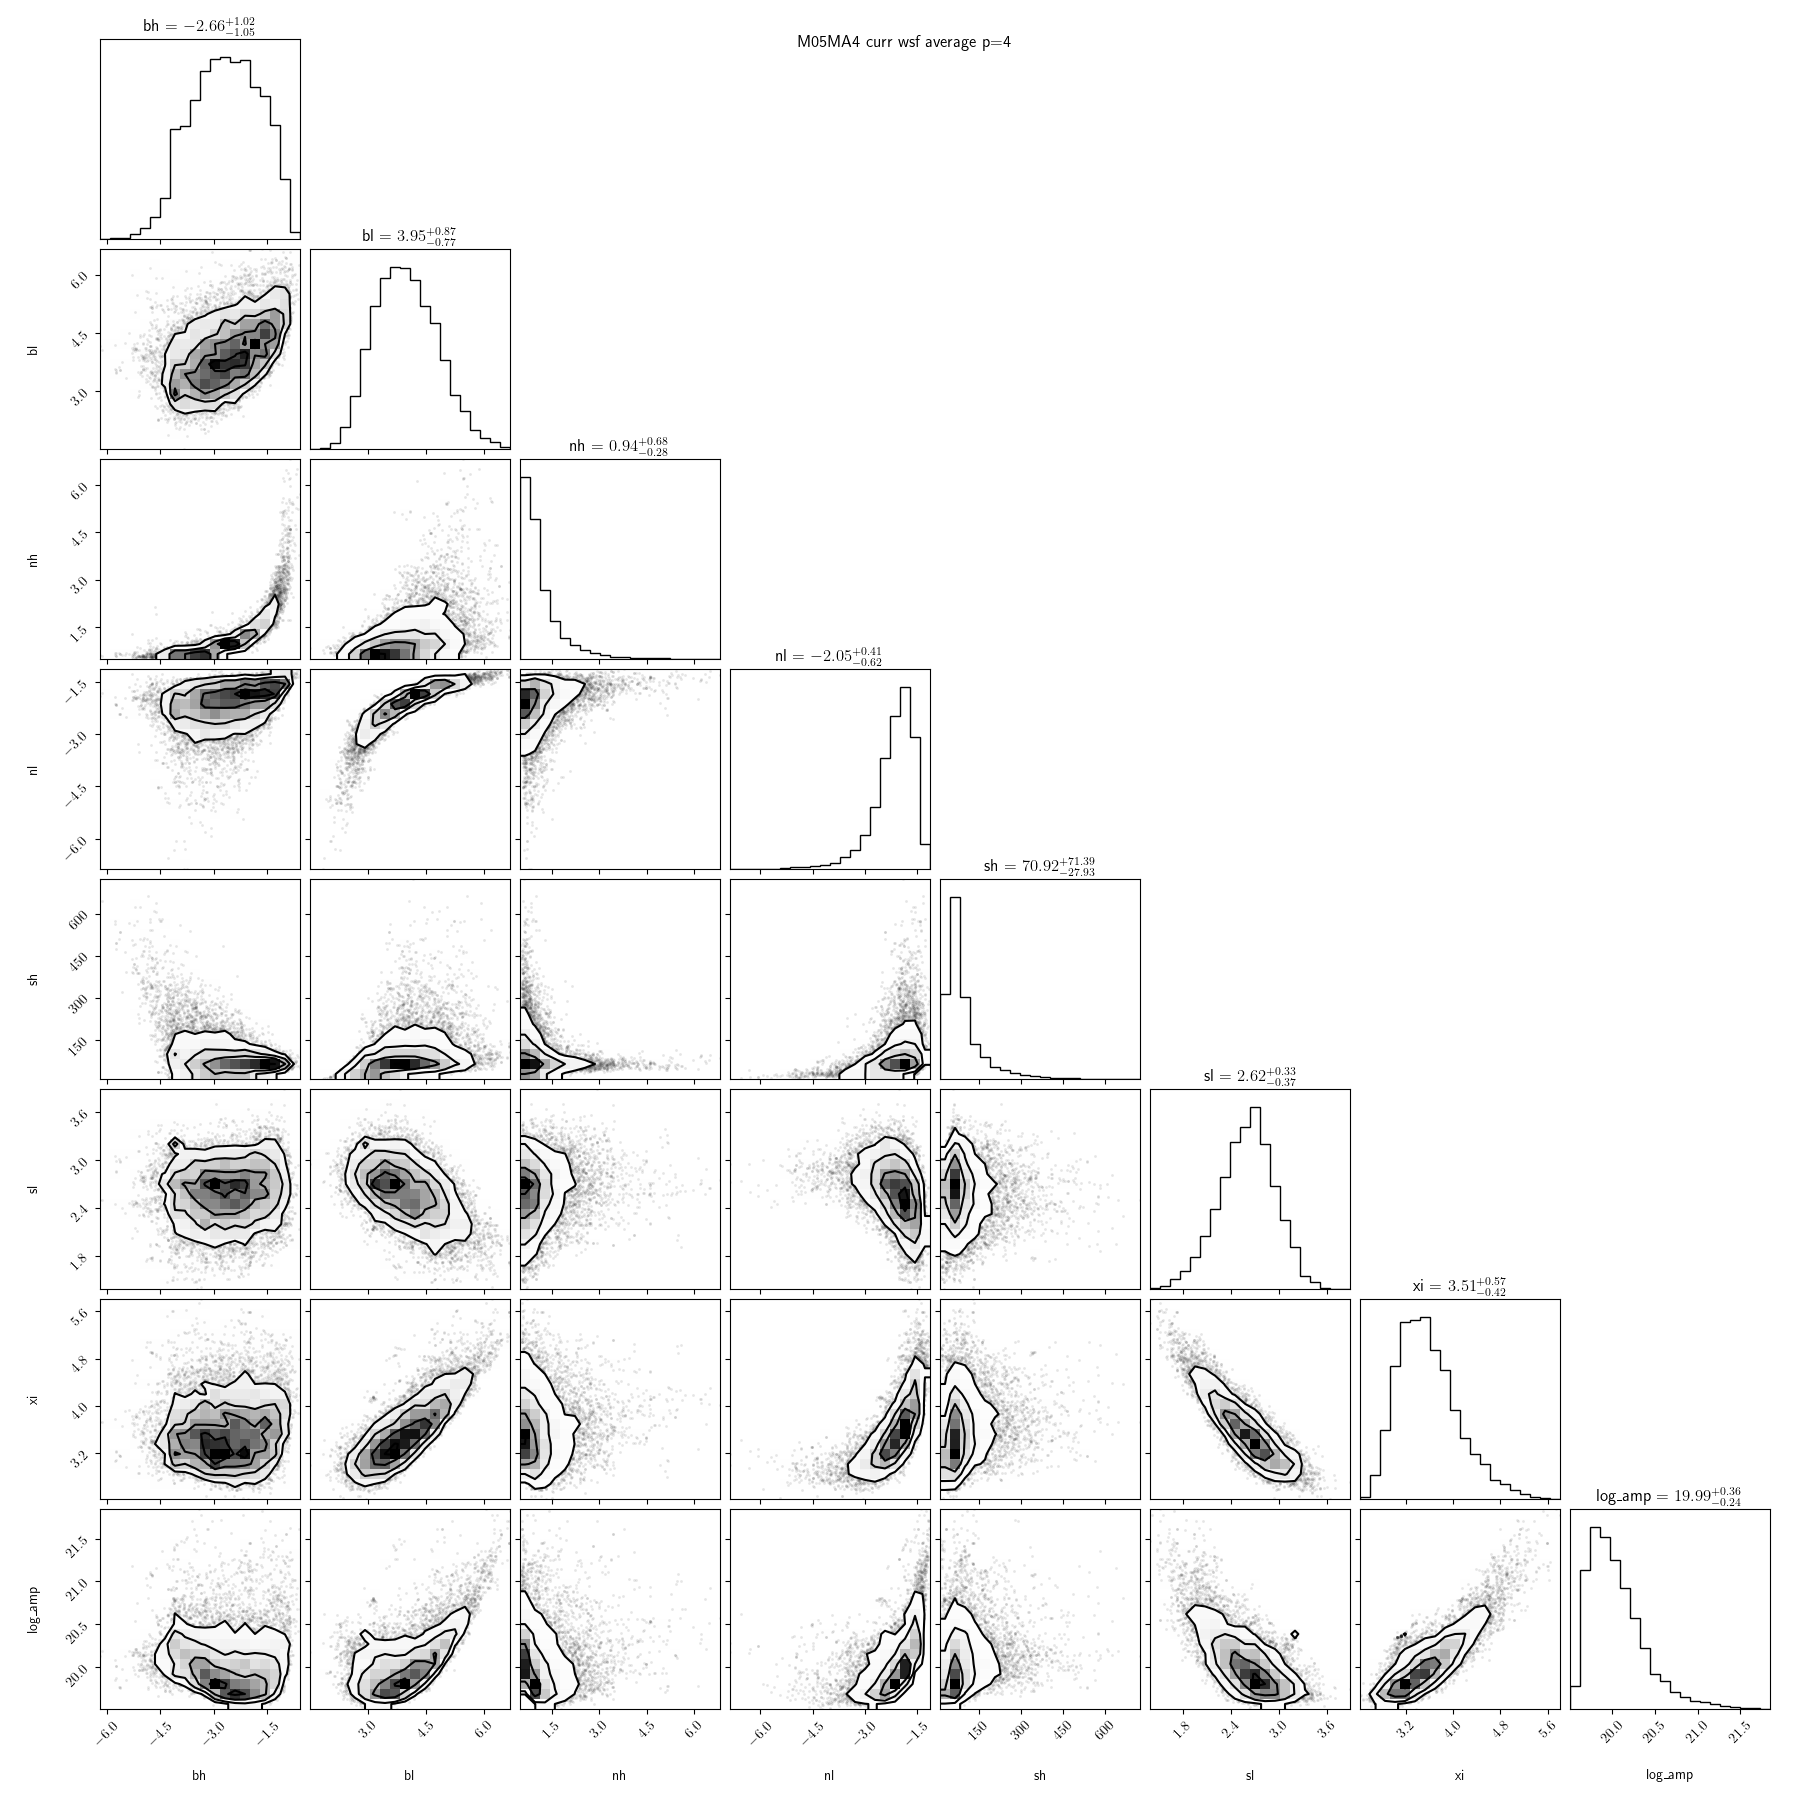 M05MA4 curr wsf average p=4
bh = −2.66+1.02−1.05
bl = 3.95+0.87−0.77
6.0
4.5
3.0
bl
nh = 0.94+0.68−0.28
6.0
4.5
3.0
1.5
nh
nl = −2.05+0.41−0.62
−1.5
−3.0
−4.5
−6.0
nl
sh = 70.92+71.39−27.93
600
450
300
150
sh
sl = 2.62+0.33−0.37
3.6
3.0
2.4
1.8
sl
xi = 3.51+0.57−0.42
5.6
4.8
4.0
3.2
xi
log_amp = 19.99+0.36−0.24
21.5
21.0
20.5
20.0
log_amp
−6.0 −4.5 −3.0 −1.5 3.0 4.5 6.0 1.5 3.0 4.5 6.0 −6.0 −4.5 −3.0 −1.5 150 300 450 600 1.8 2.4 3.0 3.6 3.2 4.0 4.8 5.6 20.0 20.5 21.0 21.5
bh bl nh nl sh sl xi log_amp